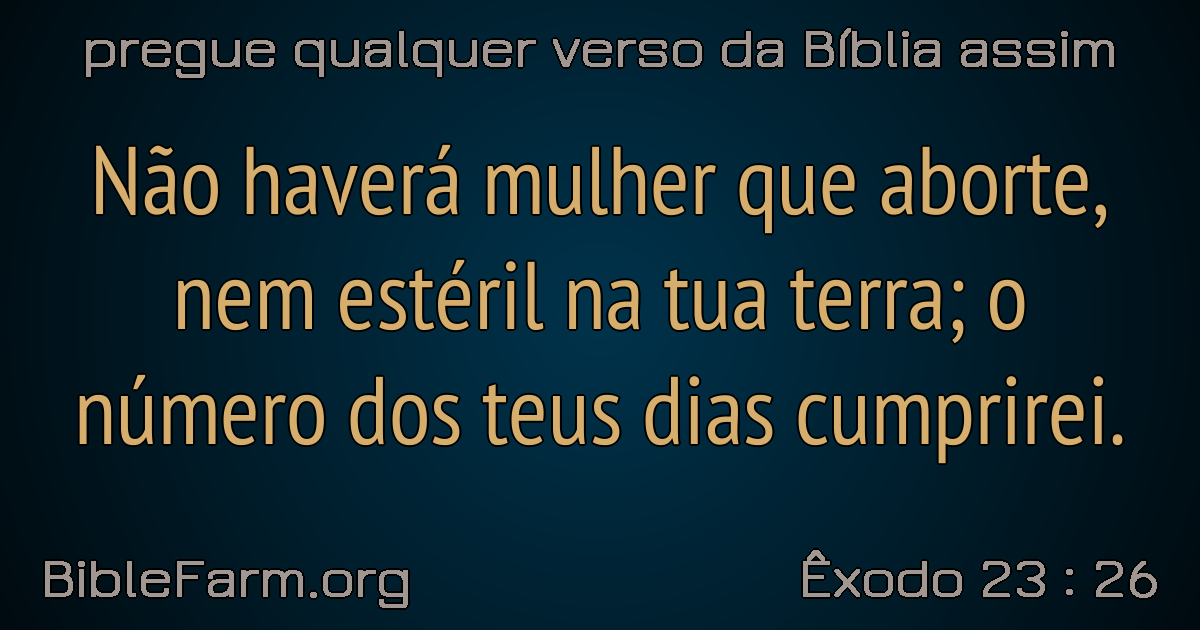 pregue qualquer verso da Bíblia assim
Não haverá mulher que aborte,
nem estéril na tua terra; o
número dos teus dias cumprirei.
BibleFarm.org
Êxodo 23 : 26